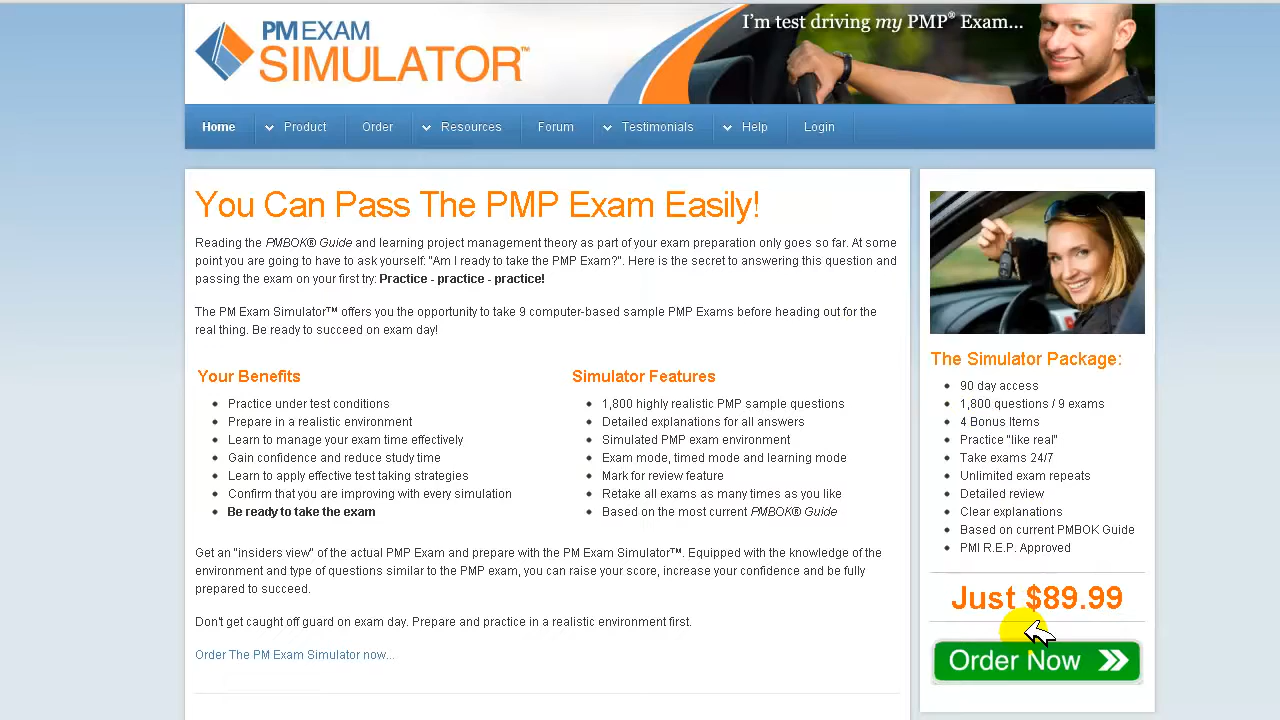 PM EXAM
SIMULATOR™
I'm test driving my PMP® Exam...
Home
Product
Order
Resources
Forum
Testimonials
Help
Login
You Can Pass The PMP Exam Easily!
Reading the PMBOK® Guide and learning project management theory as part of your exam preparation only goes so far. At some
point you are going to have to ask yourself: "Am I ready to take the PMP Exam?". Here is the secret to answering this question and
passing the exam on your first try: Practice - practice - practice!
The PM Exam Simulator™ offers you the opportunity to take 9 computer-based sample PMP Exams before heading out for the
real thing. Be ready to succeed on exam day!
Your Benefits
Practice under test conditions
Prepare in a realistic environment
Learn to manage your exam time effectively
Gain confidence and reduce study time
Learn to apply effective test taking strategies
Confirm that you are improving with every simulation
Be ready to take the exam
Simulator Features
1,800 highly realistic PMP sample questions
Detailed explanations for all answers
Simulated PMP exam environment
Exam mode, timed mode and learning mode
Mark for review feature
Retake all exams as many times as you like
Based on the most current PMBOK® Guide
Get an "insiders view" of the actual PMP Exam and prepare with the PM Exam Simulator™. Equipped with the knowledge of the
environment and type of questions similar to the PMP exam, you can raise your score, increase your confidence and be fully
prepared to succeed.
Don't get caught off guard on exam day. Prepare and practice in a realistic environment first.
Order The PM Exam Simulator now...
The Simulator Package:
90 day access
1,800 questions / 9 exams
4 Bonus Items
Practice "like real"
Take exams 24/7
Unlimited exam repeats
Detailed review
Clear explanations
Based on current PMBOK Guide
PMI R.E.P. Approved
Just $89.99
Order Now